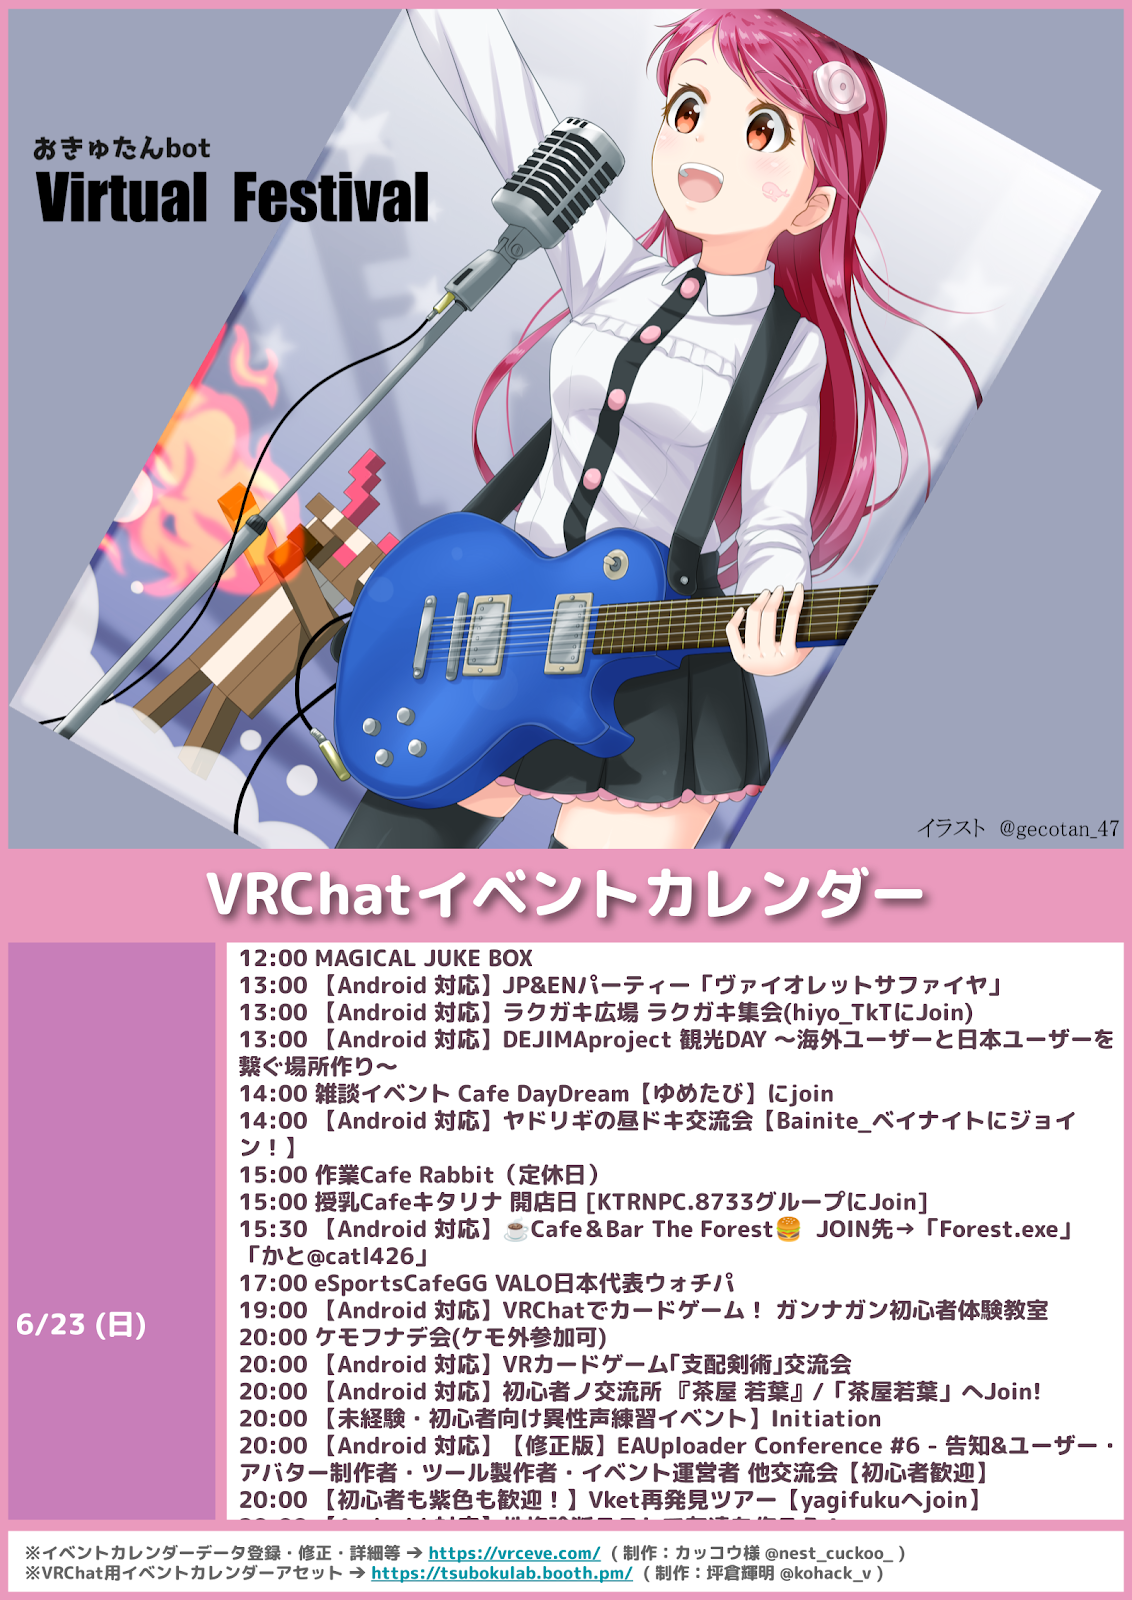 おきゅたんbot
Virtual Festival
イラスト @gecotan_47
VRChatイベントカレンダー
6/23 (日)
12:00 MAGICAL JUKE BOX
13:00 【Android 対応】JP&ENパーティー「ヴァイオレットサファイヤ」
13:00 【Android 対応】ラクガキ広場 ラクガキ集会(hiyo_TkTにJoin)
13:00 【Android 対応】DEJIMAproject 観光DAY ～海外ユーザーと日本ユーザーを
繋ぐ場所作り～
14:00 雑談イベント Cafe DayDream【ゆめたび】にjoin
14:00 【Android 対応】ヤドリギの昼ドキ交流会【Bainite_ベイナイトにジョイ
ン！】
15:00 作業Cafe Rabbit（定休日）
15:00 授乳Cafeキタリナ 開店日 [KTRNPC.8733グループにJoin]
15:30 【Android 対応】☕Cafe＆Bar The Forest🍔 JOIN先→「Forest.exe」
「かと@catl426」
17:00 eSportsCafeGG VALO日本代表ウォチパ
19:00 【Android 対応】VRChatでカードゲーム！ ガンナガン初心者体験教室
20:00 ケモフナデ会(ケモ外参加可)
20:00 【Android 対応】VRカードゲーム｢支配剣術｣交流会
20:00 【Android 対応】初心者ノ交流所 『茶屋 若葉』/「茶屋若葉」へJoin!
20:00 【未経験・初心者向け異性声練習イベント】Initiation
20:00 【Android 対応】【修正版】EAUploader Conference #6 - 告知&ユーザー・
アバター制作者・ツール製作者・イベント運営者 他交流会【初心者歓迎】
20:00 【初心者も紫色も歓迎！】Vket再発見ツアー【yagifukuへjoin】
※イベントカレンダーデータ登録・修正・詳細等 → https://vrceve.com/ ( 制作：カッコウ様 @nest_cuckoo_ )
※VRChat用イベントカレンダーアセット → https://tsubokulab.booth.pm/ ( 制作：坪倉輝明 @kohack_v )